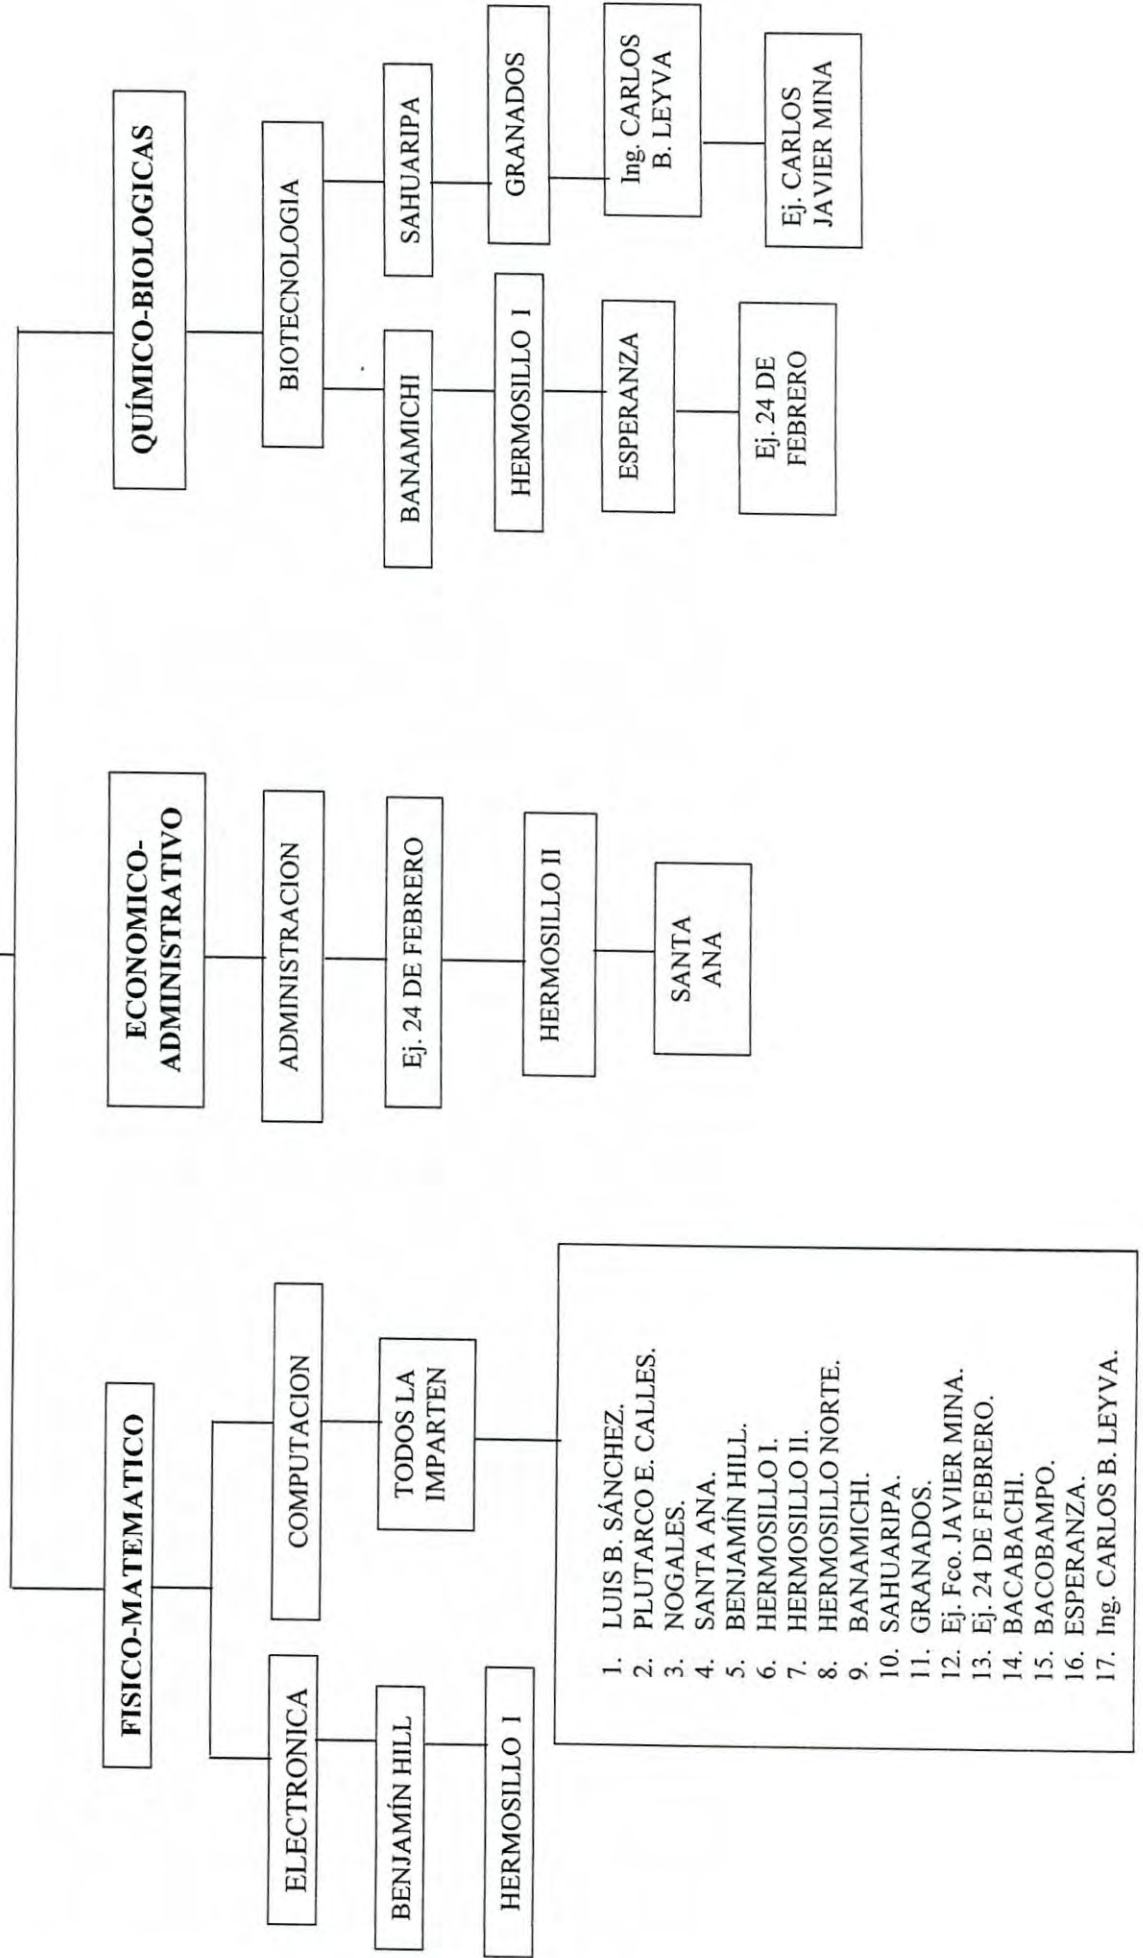 FISICO-MATEMATICO
ELECTRONICA
BENJAMÍN HILL
HERMOSILLO I
COMPUTACION
TODOS LA
IMPARTEN
1. LUIS B. SÁNCHEZ.
2. PLUTARCO E. CALLES.
3. NOGALES.
4. SANTA ANA.
5. BENJAMÍN HILL.
6. HERMOSILLO I.
7. HERMOSILLO II.
8. HERMOSILLO NORTE.
9. BANAMICHI.
10. SAHUARIPA.
11. GRANADOS.
12. Ej. Fco. JAVIER MINA.
13. Ej. 24 DE FEBRERO.
14. BACABACHI.
15. BACOBAMPO.
16. ESPERANZA.
17. Ing. CARLOS B. LEYVA.
ECONOMICO-
ADMINISTRATIVO
ADMINISTRACION
Ej. 24 DE FEBRERO
HERMOSILLO II
SANTA
ANA
QUÍMICO-BIOLOGICAS
BIOTECNOLOGIA
BANAMICHI
HERMOSILLO I
ESPERANZA
Ej. 24 DE
FEBRERO
SAHUARIPA
GRANADOS
Ing. CARLOS
B. LEYVA
Ej. CARLOS
JAVIER MINA